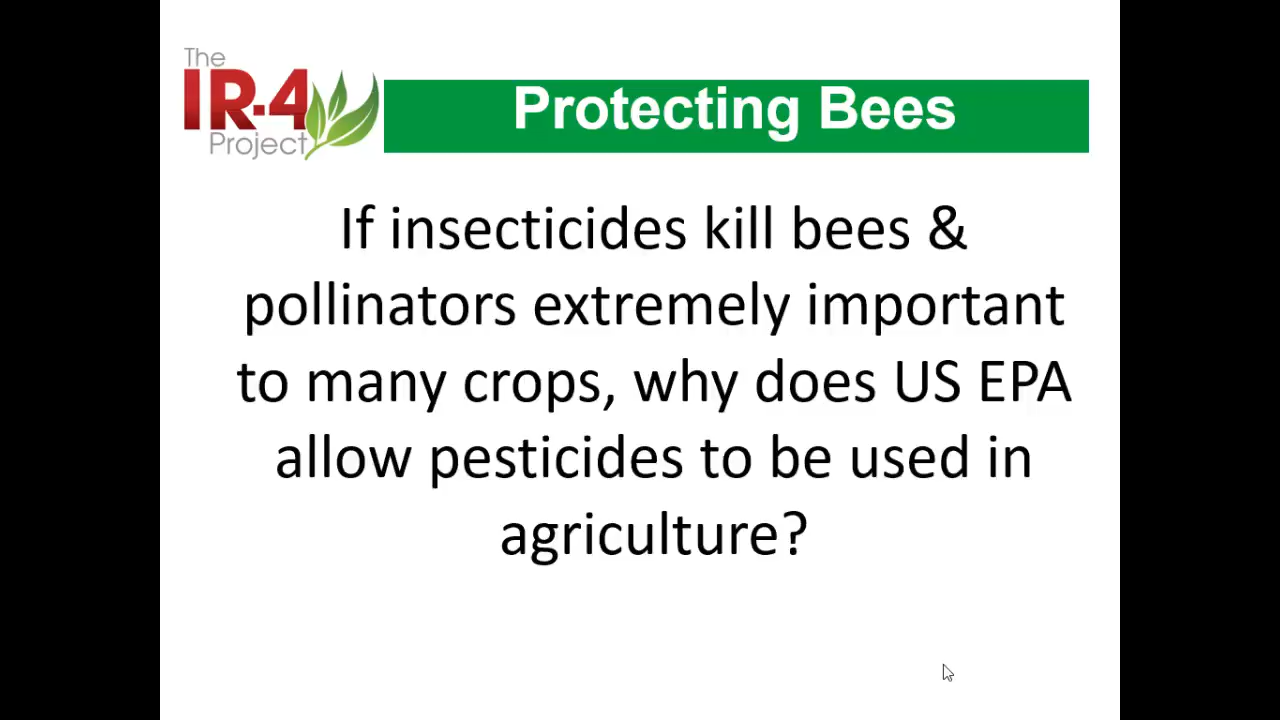 The
IR-4
Project
Protecting Bees
If insecticides kill bees &
pollinators extremely important
to many crops, why does US EPA
allow pesticides to be used in
agriculture?